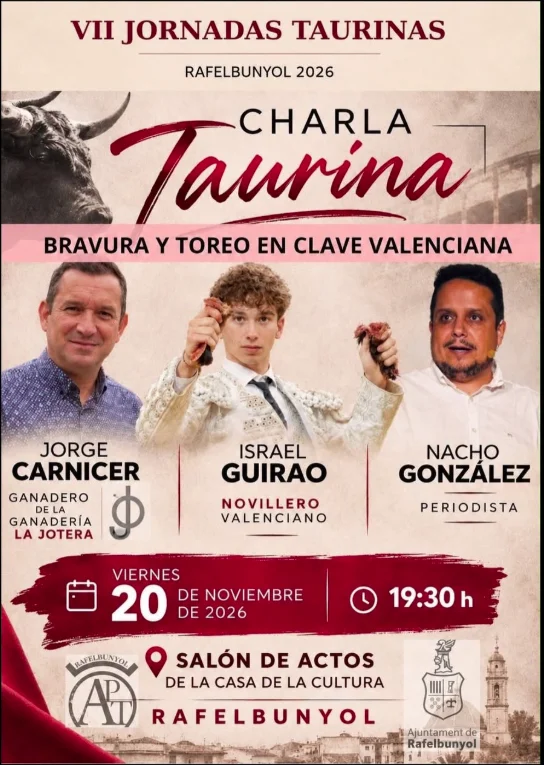 VII JORNADAS TAURINAS
RAFELBUNYOL 2026
CHARLA
Taurina
BRAVURA Y TOREO EN CLAVE VALENCIANA
JORGE
CARNICER
GANADERO
DE LA
GANADERÍA
LA JOTERA
ISRAEL
GUIRAO
NOVILLERO
VALENCIANO
NACHO
GONZÁLEZ
PERIODISTA
VIERNES
20 DE NOVIEMBRE
DE 2026
19:30 h
RAFELBUNYOL
APT
SALÓN DE ACTOS
DE LA CASA DE LA CULTURA
RAFELBUNYOL
Ajuntament de
Rafelbunyol